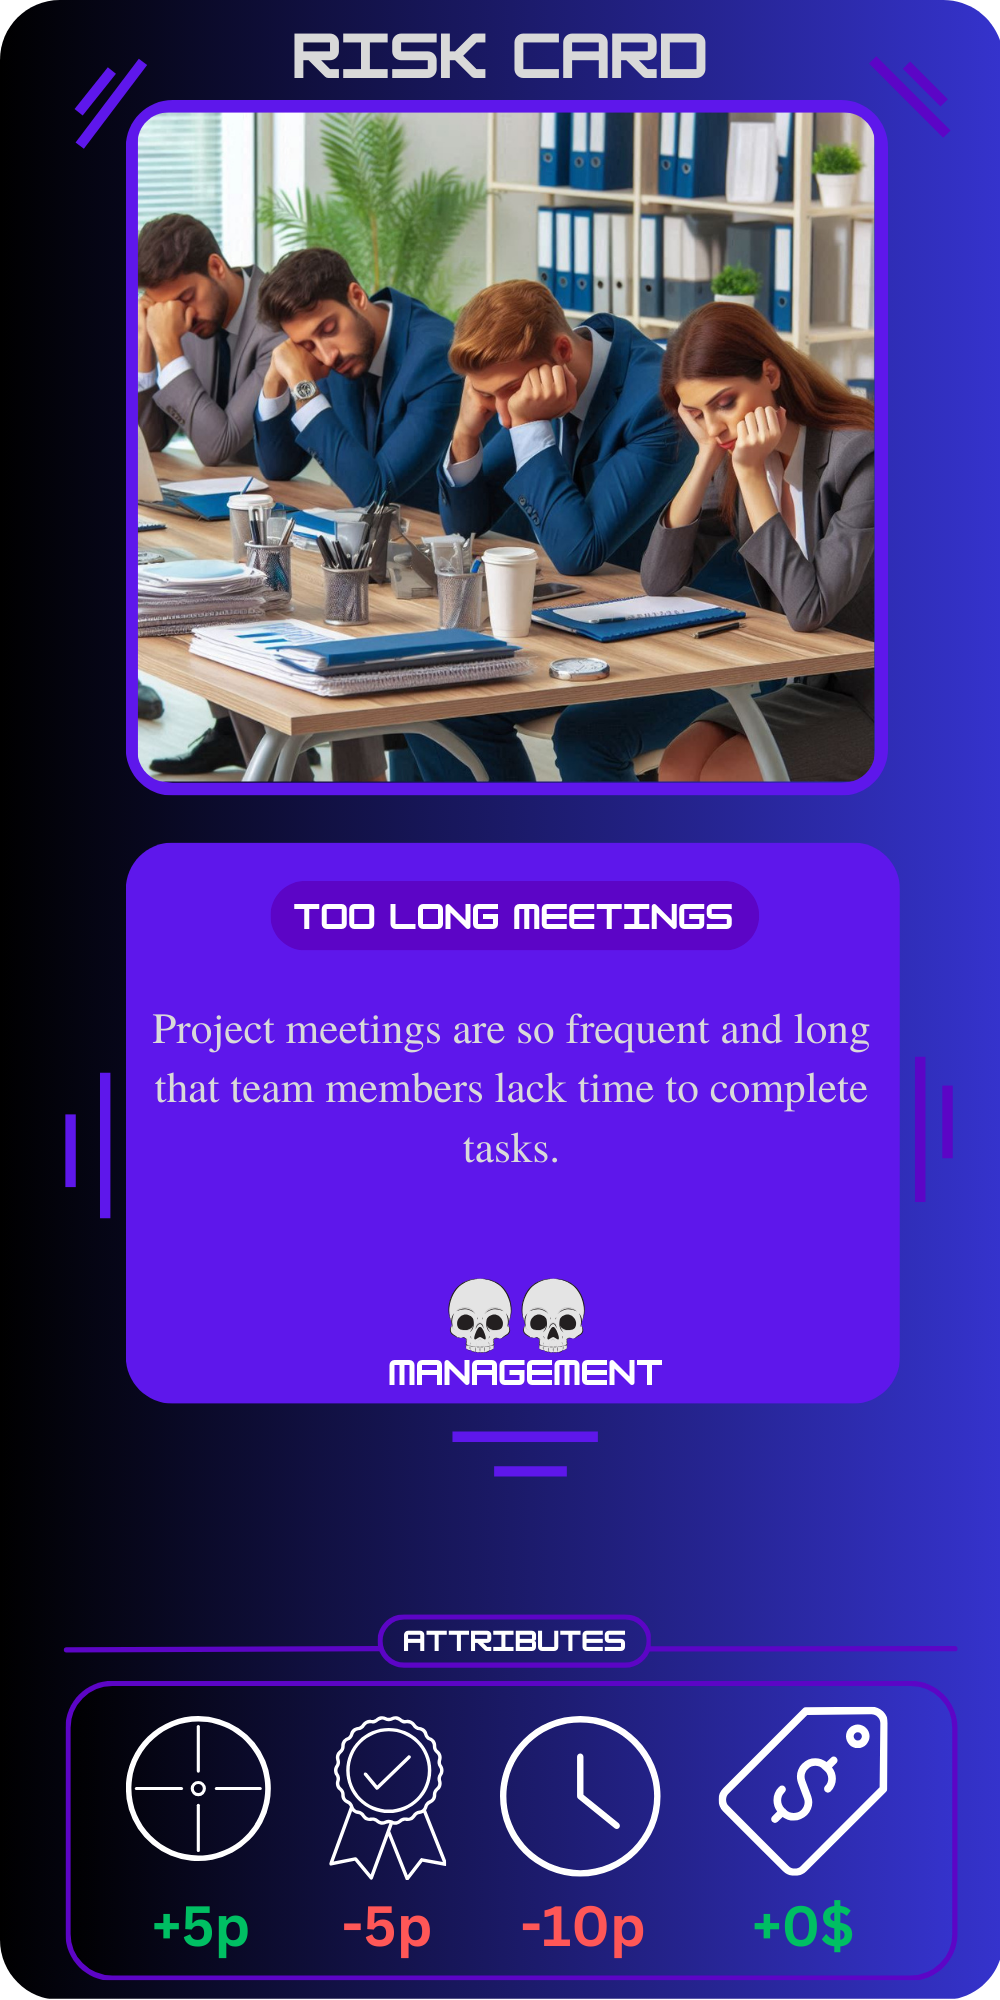 RISK CARD
TOO LONG MEETINGS
Project meetings are so frequent and long
that team members lack time to complete
tasks.
MANAGEMENT
ATTRIBUTES
+5p -5p -10p +0$